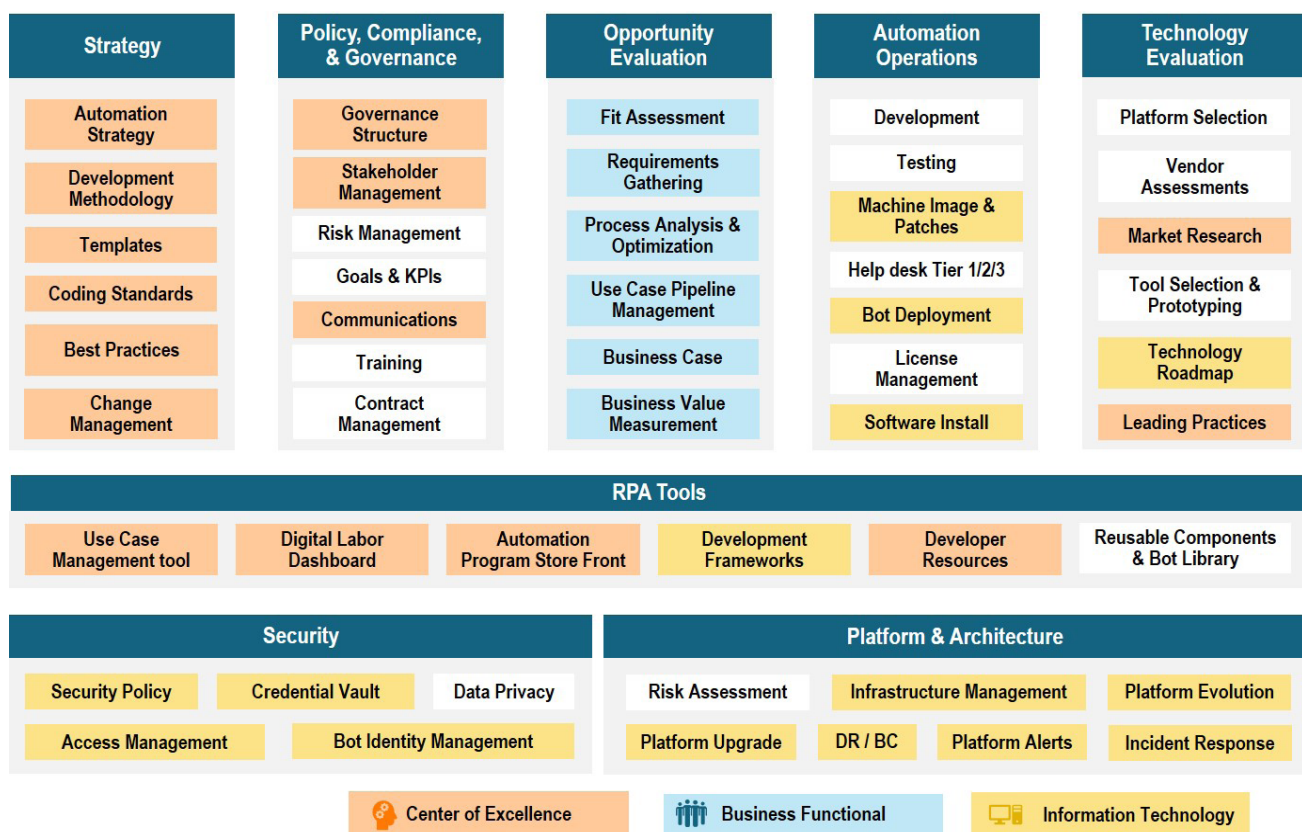 Strategy
Automation
Strategy
Development
Methodology
Templates
Coding Standards
Best Practices
Change
Management
Policy, Compliance,
& Governance
Governance
Structure
Stakeholder
Management
Risk Management
Goals & KPIs
Communications
Training
Contract
Management
Opportunity
Evaluation
Fit Assessment
Requirements
Gathering
Process Analysis &
Optimization
Use Case Pipeline
Management
Business Case
Business Value
Measurement
Automation
Operations
Development
Testing
Machine Image &
Patches
Help desk Tier 1/2/3
Bot Deployment
License
Management
Software Install
Technology
Evaluation
Platform Selection
Vendor
Assessments
Market Research
Tool Selection &
Prototyping
Technology
Roadmap
Leading Practices
RPA Tools
Use Case
Management tool
Digital Labor
Dashboard
Automation
Program Store Front
Development
Frameworks
Developer
Resources
Reusable Components
& Bot Library
Security
Security Policy
Credential Vault
Data Privacy
Access Management
Bot Identity Management
Platform & Architecture
Risk Assessment
Infrastructure Management
Platform Evolution
Platform Upgrade
DR / BC
Platform Alerts
Incident Response
Center of Excellence
Business Functional
Information Technology